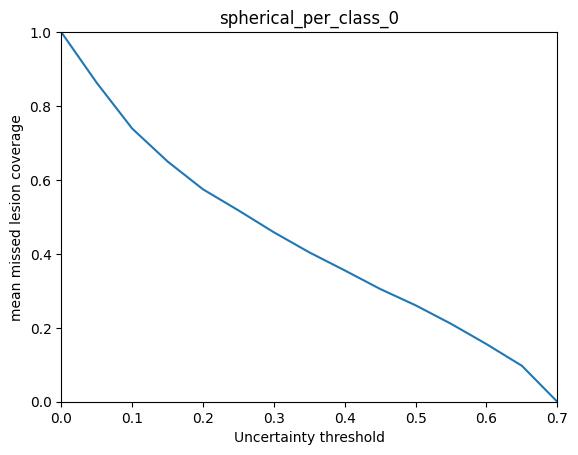 spherical_per_class_0
mean missed lesion coverage
1.0
0.8
0.6
0.4
0.2
0.0
0.0 0.1 0.2 0.3 0.4 0.5 0.6 0.7
Uncertainty threshold